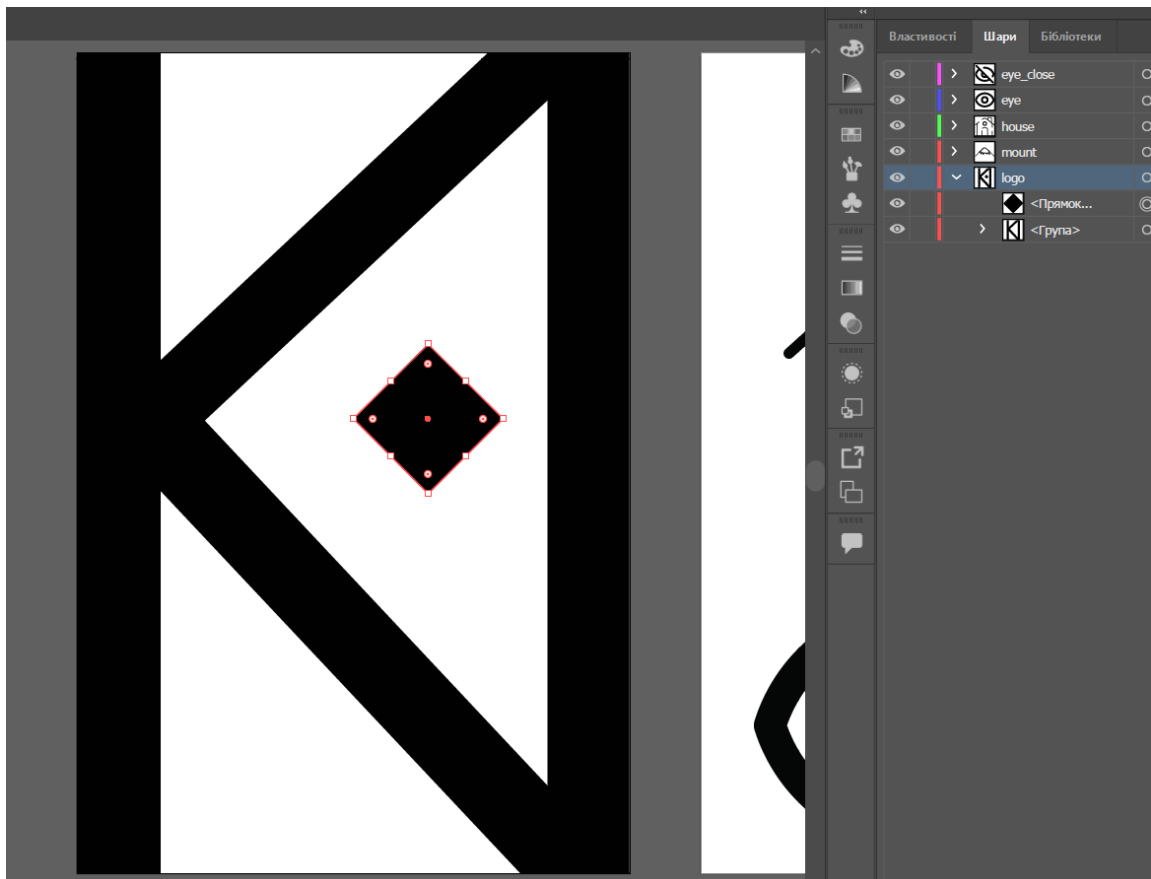 Властивості Шари Бібліотеки
eye_close
eye
house
mount
logo
<Прямок...
<Група>